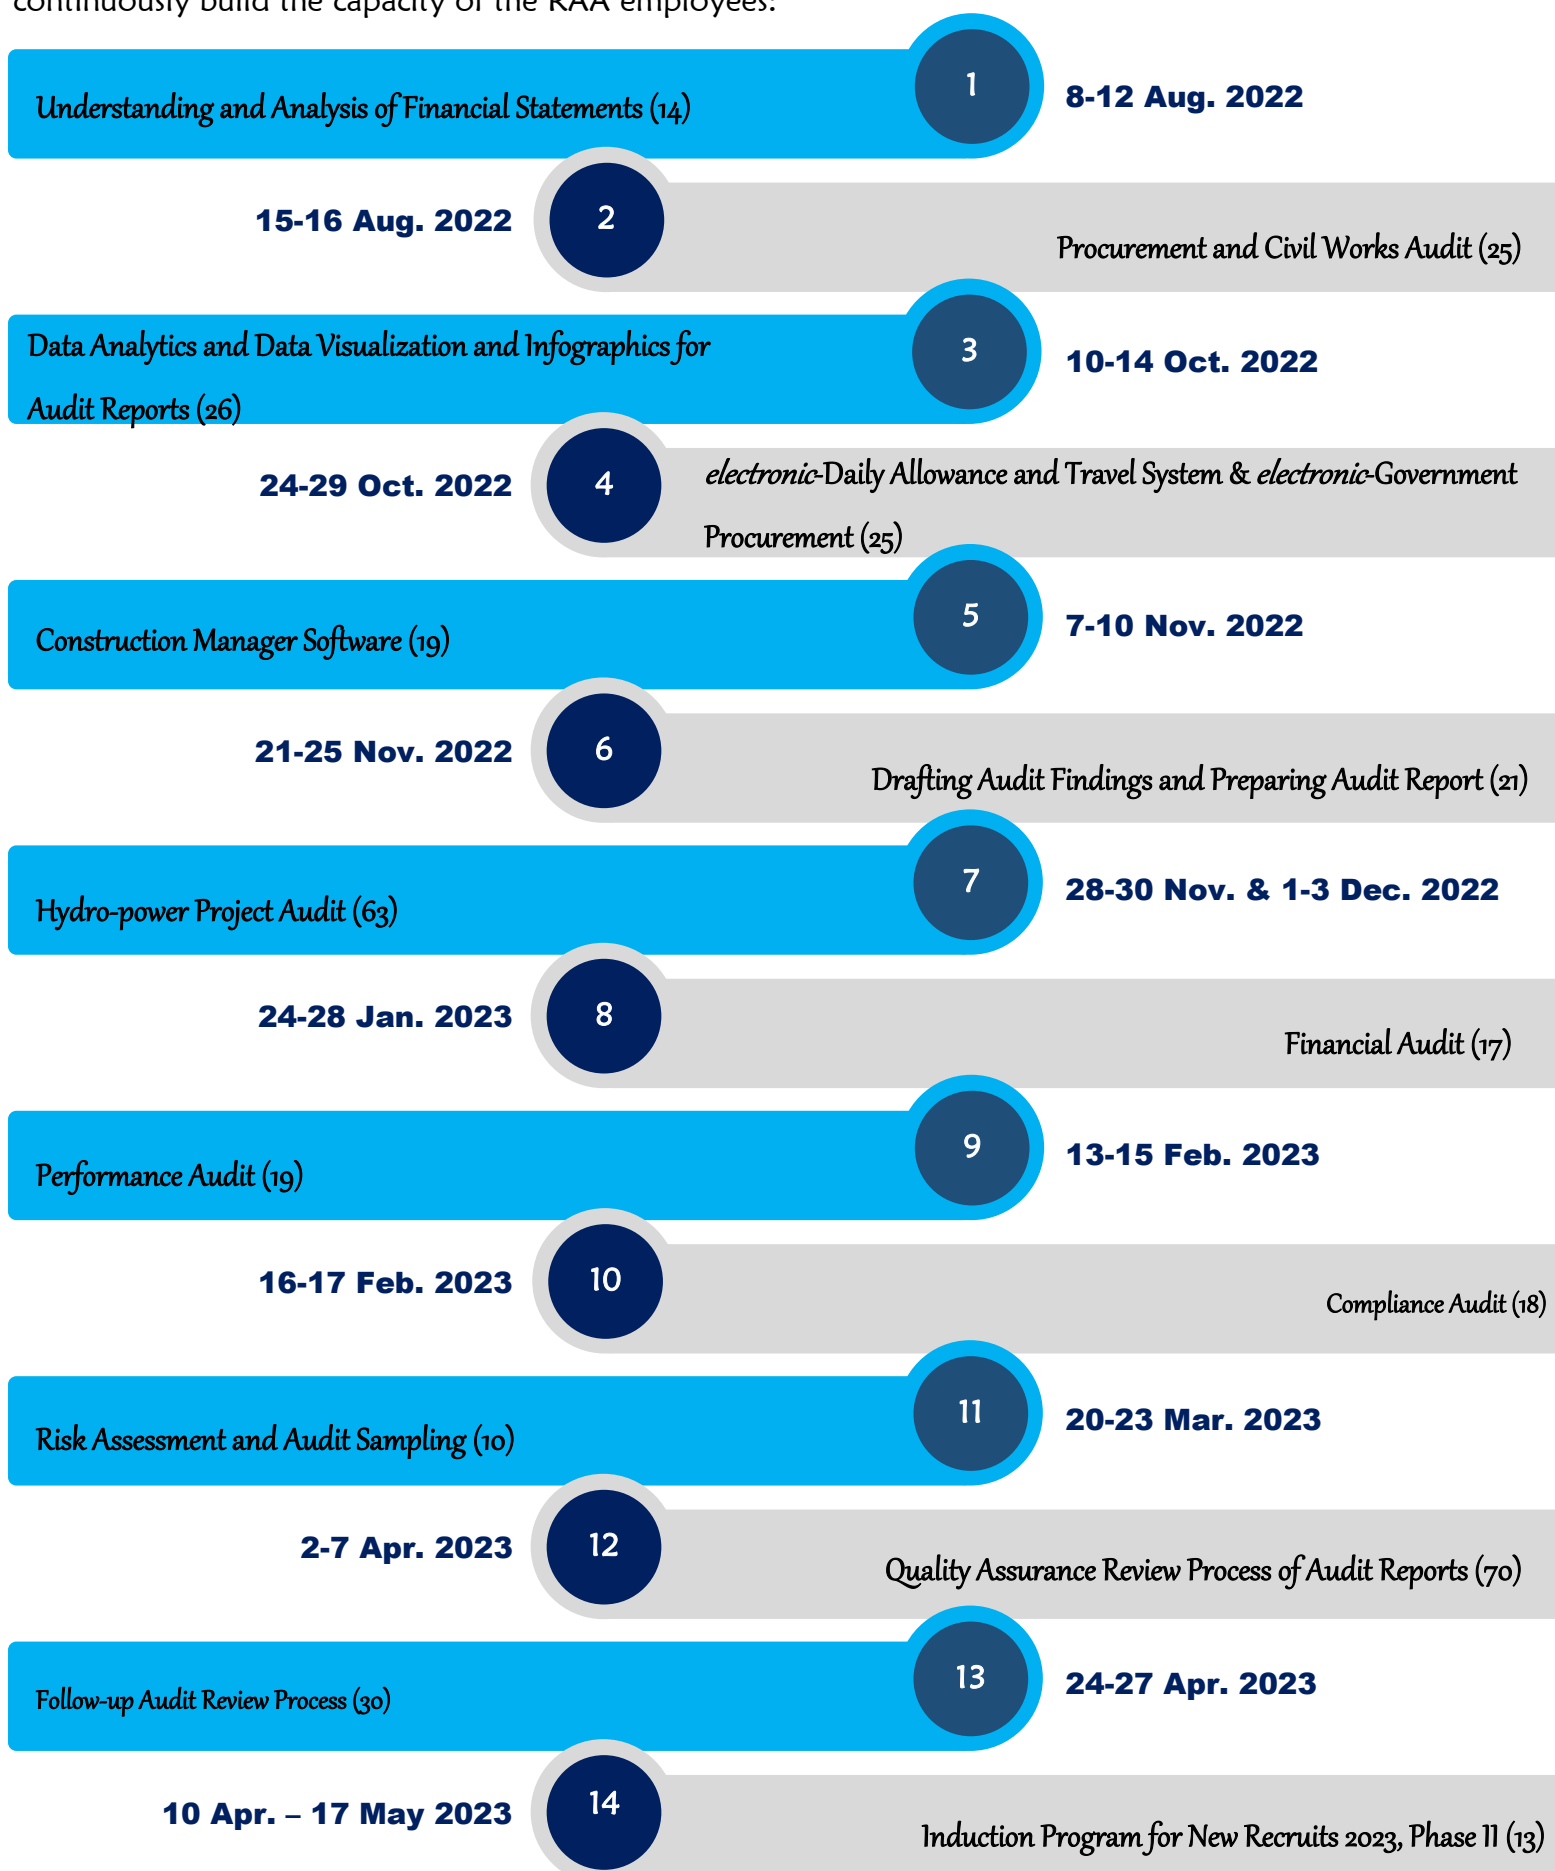 continuously build the capacity of the RAA employees:
Understanding and Analysis of Financial Statements (14)
1
8-12 Aug. 2022
15-16 Aug. 2022
2
Procurement and Civil Works Audit (25)
Data Analytics and Data Visualization and Infographics for
Audit Reports (26)
3
10-14 Oct. 2022
24-29 Oct. 2022
4
electronic-Daily Allowance and Travel System & electronic-Government
Procurement (25)
Construction Manager Software (19)
5
7-10 Nov. 2022
21-25 Nov. 2022
6
Drafting Audit Findings and Preparing Audit Report (21)
Hydro-power Project Audit (63)
7
28-30 Nov. & 1-3 Dec. 2022
24-28 Jan. 2023
8
Financial Audit (17)
Performance Audit (19)
9
13-15 Feb. 2023
16-17 Feb. 2023
10
Compliance Audit (18)
Risk Assessment and Audit Sampling (10)
11
20-23 Mar. 2023
2-7 Apr. 2023
12
Quality Assurance Review Process of Audit Reports (70)
Follow-up Audit Review Process (30)
13
24-27 Apr. 2023
10 Apr. – 17 May 2023
14
Induction Program for New Recruits 2023, Phase II (13)